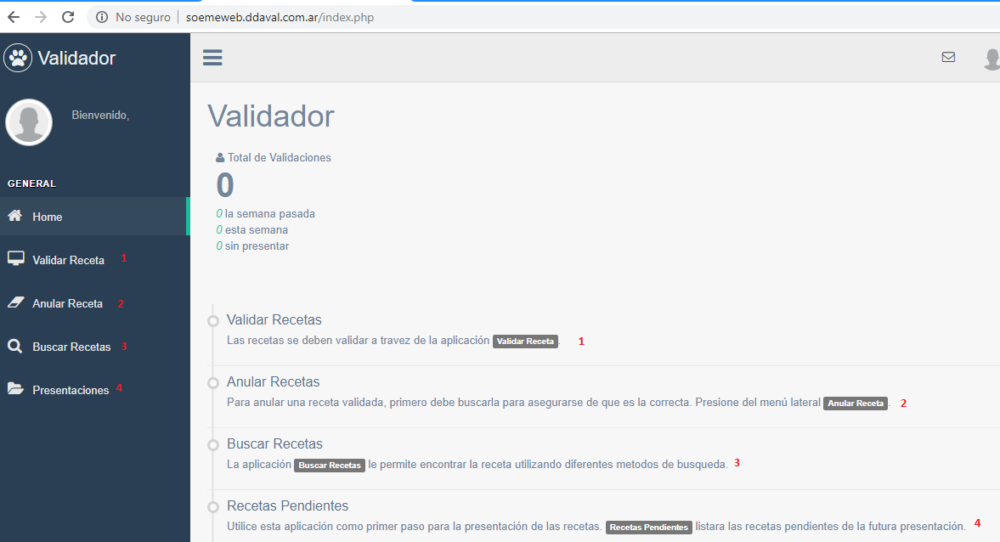 No seguro | soemeweb.ddaval.com.ar/index.php
Validador
Bienvenido,
GENERAL
Home
Validar Receta 1
Anular Receta 2
Buscar Recetas 3
Presentaciones 4
Validador
Total de Validaciones
0
0 la semana pasada
0 esta semana
0 sin presentar
Validar Recetas
Las recetas se deben validar a travez de la aplicación Validar Receta. 1
Anular Recetas
Para anular una receta validada, primero debe buscarla para asegurarse de que es la correcta. Presione del menú lateral Anular Receta. 2
Buscar Recetas
La aplicación Buscar Recetas le permite encontrar la receta utilizando diferentes metodos de busqueda. 3
Recetas Pendientes
Utilice esta aplicación como primer paso para la presentación de las recetas. Recetas Pendientes listara las recetas pendientes de la futura presentación. 4